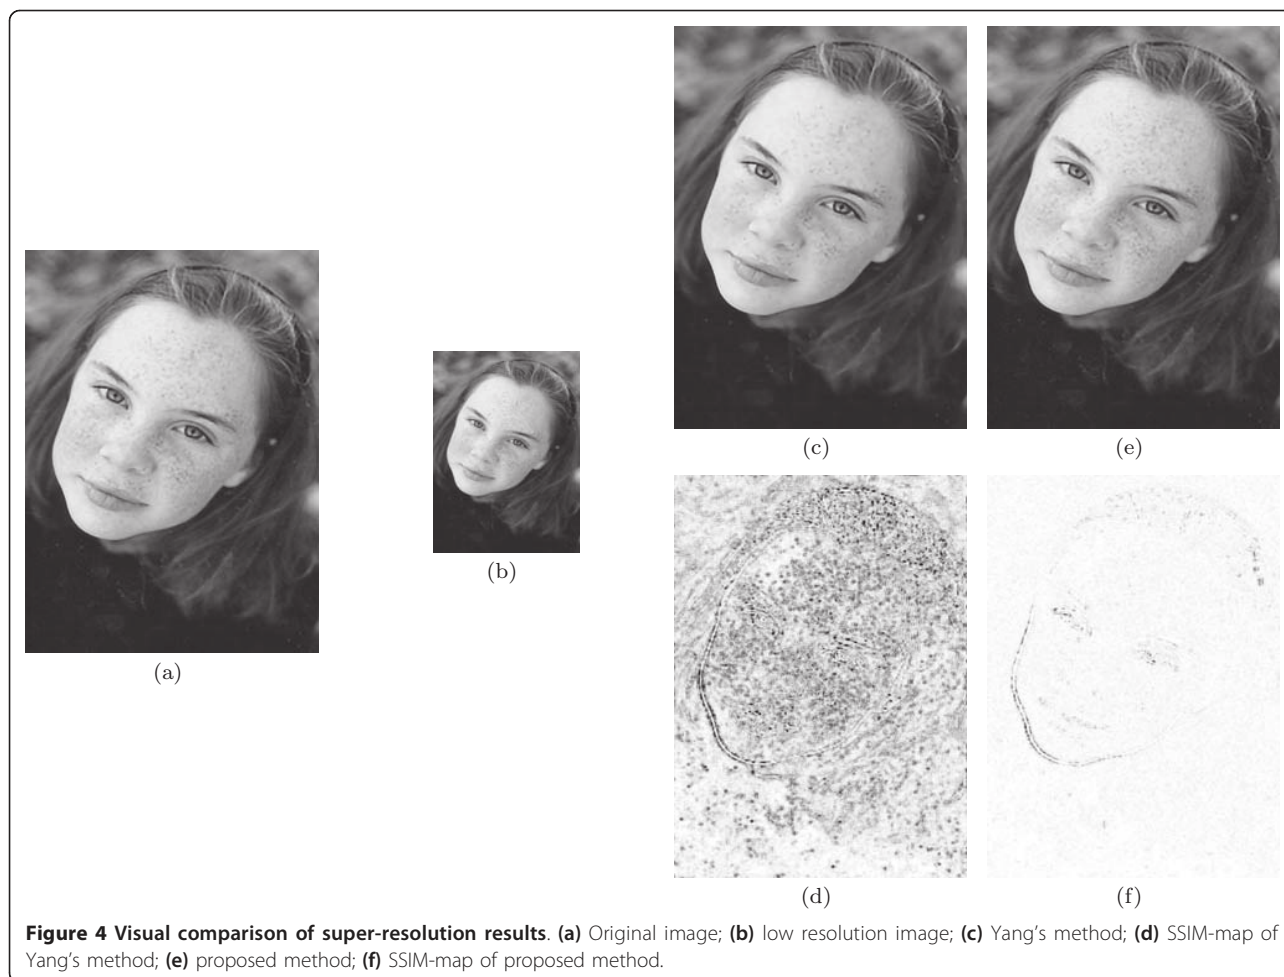 (a)
(b)
(c)
(e)
(d)
(f)
Figure 4 Visual comparison of super-resolution results. (a) Original image; (b) low resolution image; (c) Yang's method; (d) SSIM-map of
Yang's method; (e) proposed method; (f) SSIM-map of proposed method.